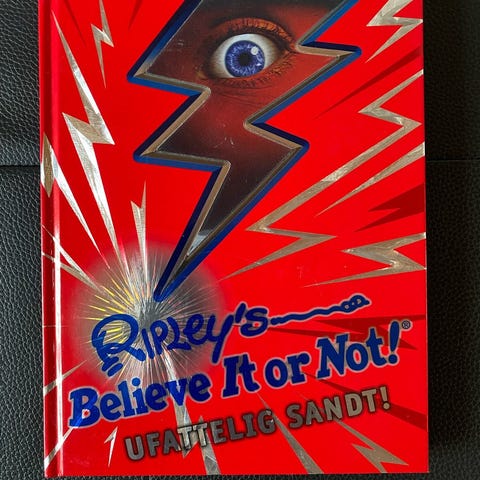 Ripley's
Believe It or Not!®
UFATTELIG SANDT!